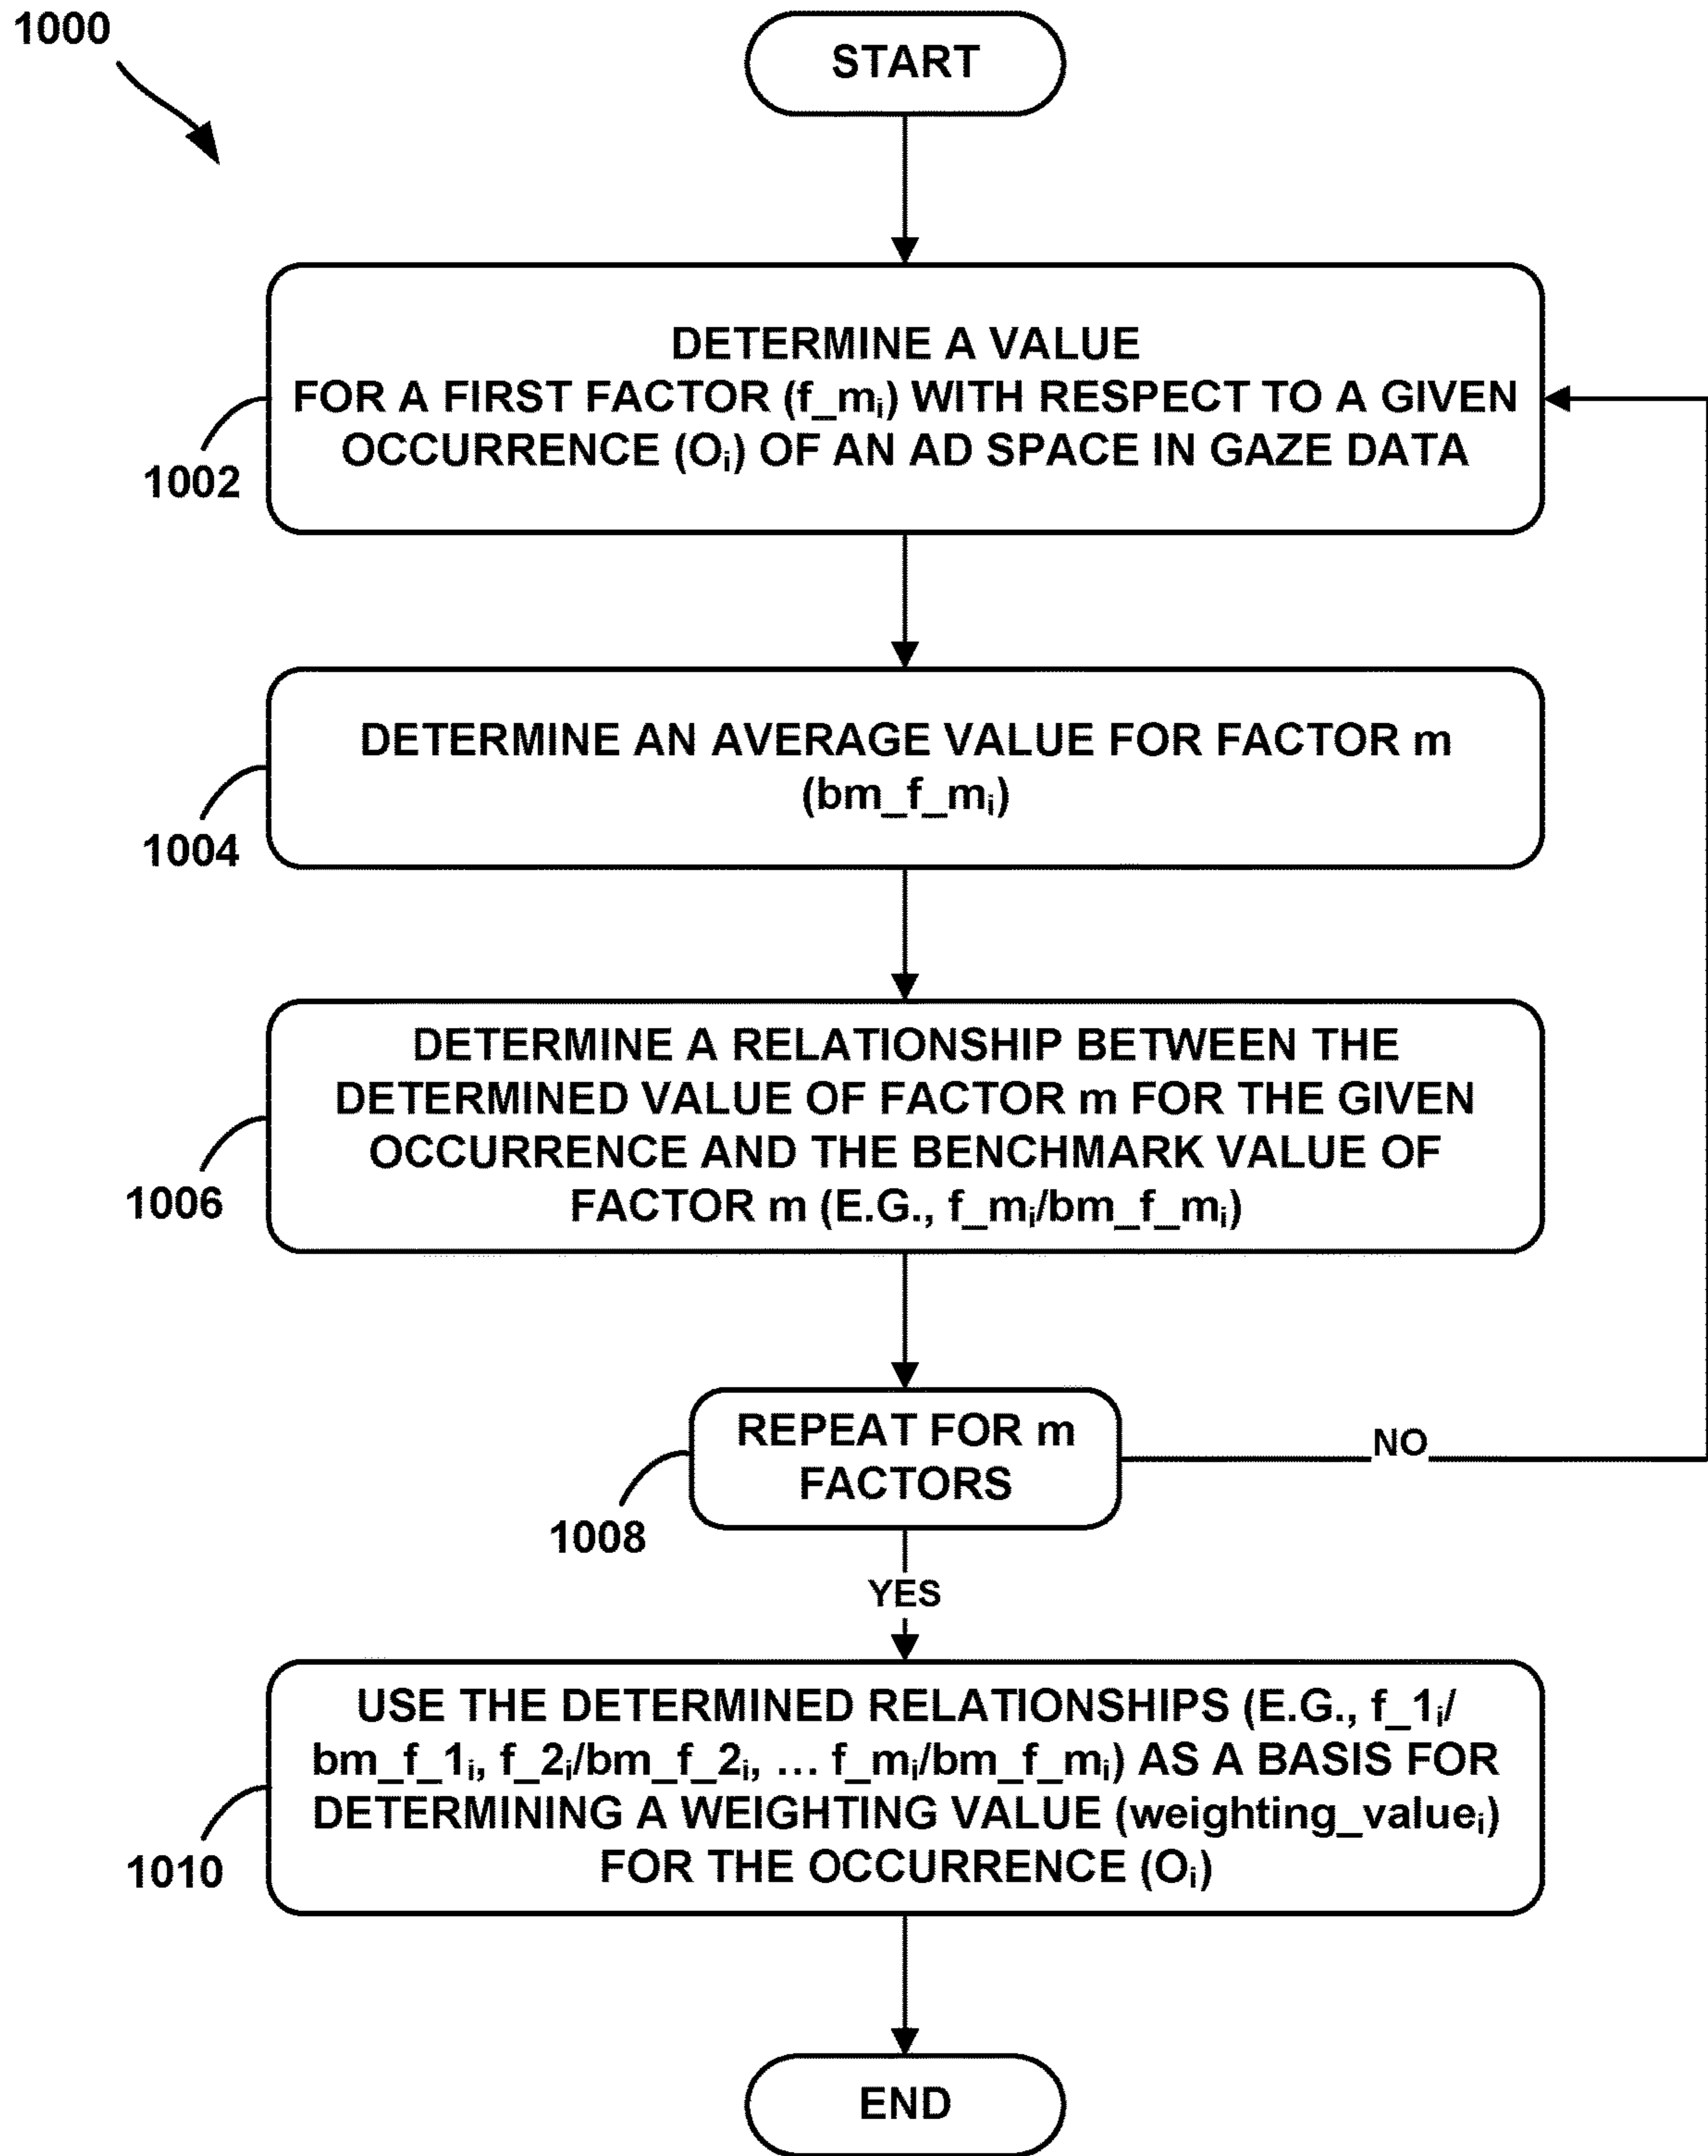 1000
START
DETERMINE A VALUE
FOR A FIRST FACTOR (f_mᵢ) WITH RESPECT TO A GIVEN
OCCURRENCE (Oᵢ) OF AN AD SPACE IN GAZE DATA
1002
DETERMINE AN AVERAGE VALUE FOR FACTOR m
(bm_f_mᵢ)
1004
DETERMINE A RELATIONSHIP BETWEEN THE
DETERMINED VALUE OF FACTOR m FOR THE GIVEN
OCCURRENCE AND THE BENCHMARK VALUE OF
FACTOR m (E.G., f_mᵢ/bm_f_mᵢ)
1006
REPEAT FOR m
FACTORS
NO
1008
YES
USE THE DETERMINED RELATIONSHIPS (E.G., f_1ᵢ/
bm_f_1ᵢ, f_2ᵢ/bm_f_2ᵢ, … f_mᵢ/bm_f_mᵢ) AS A BASIS FOR
DETERMINING A WEIGHTING VALUE (weighting_valueᵢ)
FOR THE OCCURRENCE (Oᵢ)
1010
END